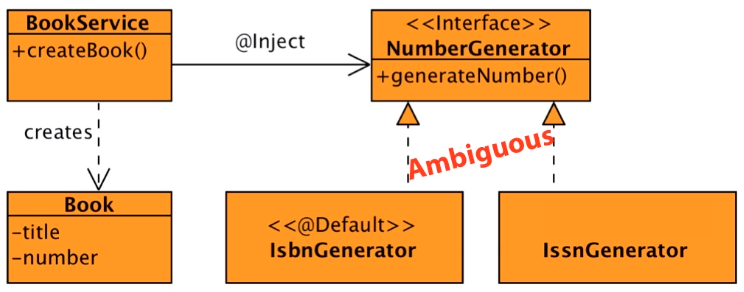 BookService
+createBook()
@Inject
<<Interface>>
NumberGenerator
+generateNumber()
creates
Ambiguous
Book
-title
-number
<<@Default>>
IsbnGenerator
IssnGenerator